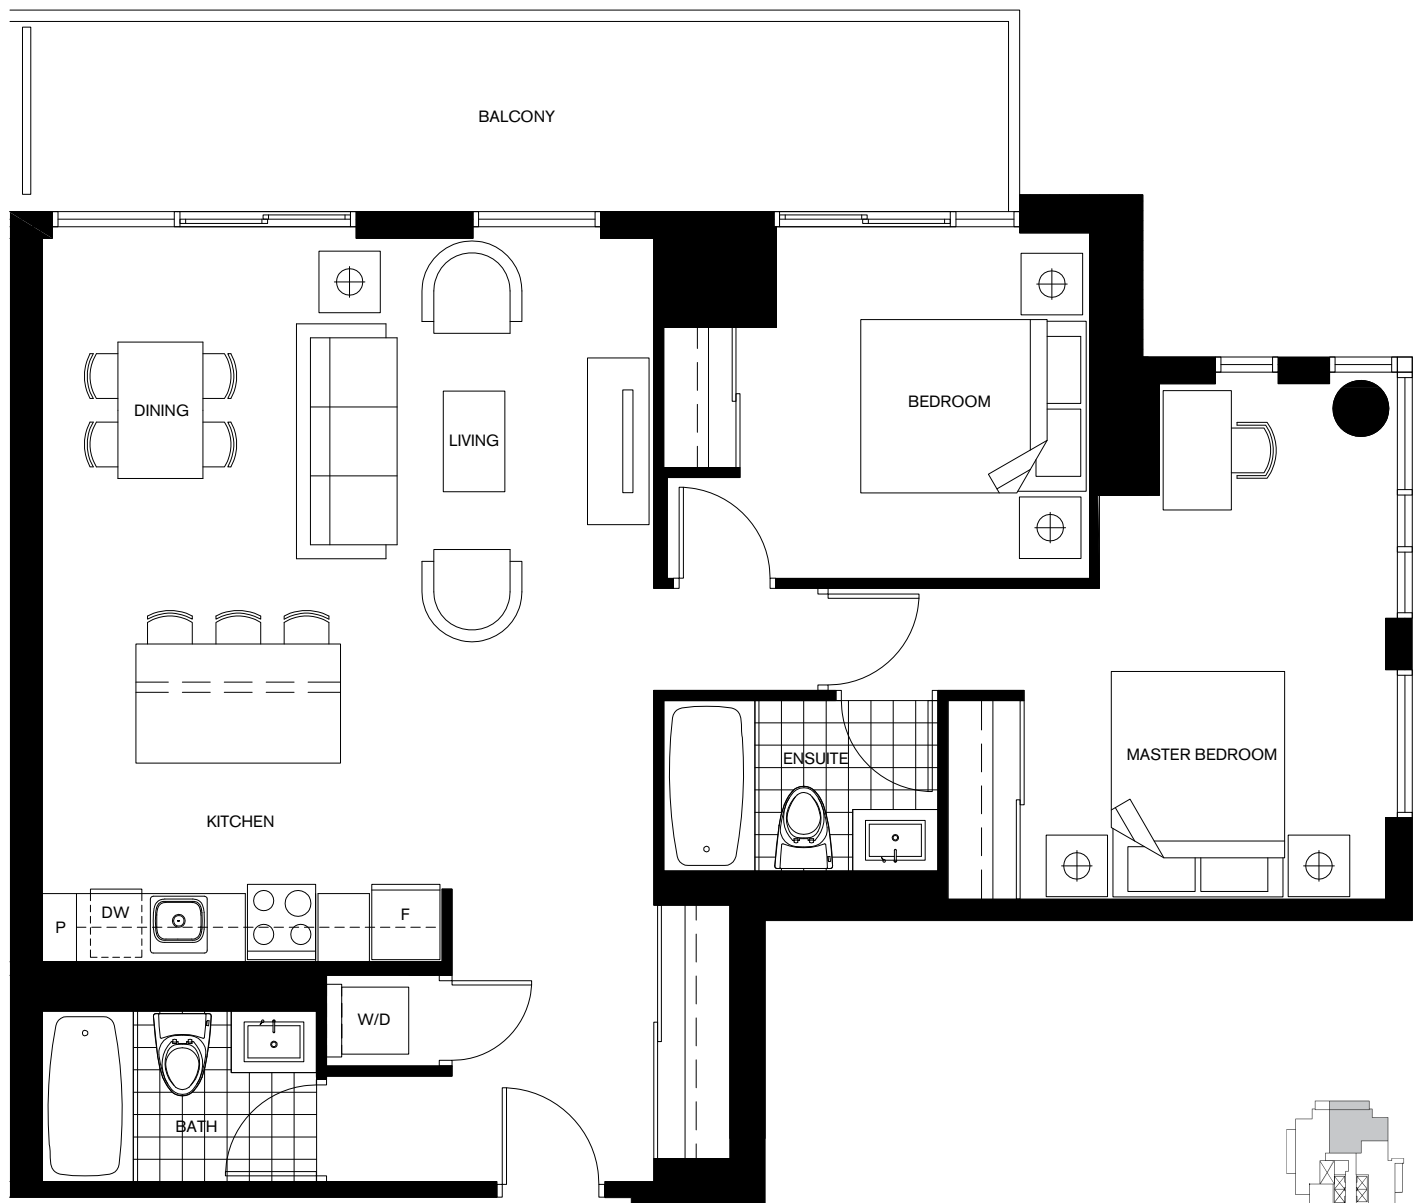 BALCONY
DINING
LIVING
BEDROOM
MASTER BEDROOM
ENSUITE
KITCHEN
P
DW
F
W/D
BATH